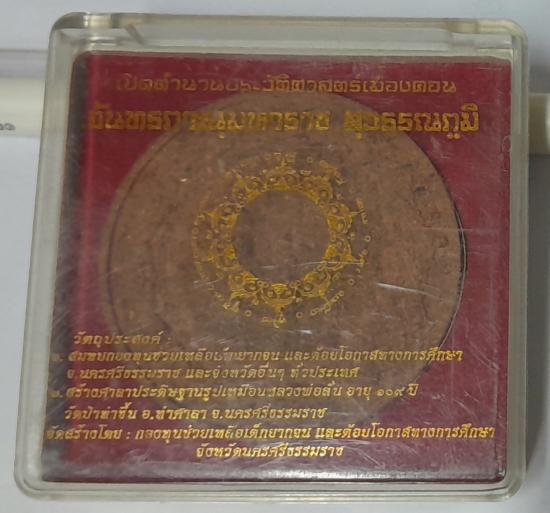 เปิดตำนานประวัติศาสตร์เมืองคอน
จันทรภาณุมหาราช สุวรรณภูมิ
วัตถุประสงค์ :
๑. สมทบกองทุนช่วยเหลือเด็กยากจน และด้อยโอกาสทางการศึกษา
จ.นครศรีธรรมราช และจังหวัดอื่นๆ ทั่วประเทศ
๒. สร้างศาลาประดิษฐานรูปเหมือนหลวงพ่อลั่น อายุ ๑๐๙ ปี
วัดป่าท่าขึ้น อ.ท่าศาลา จ.นครศรีธรรมราช
จัดสร้างโดย : กองทุนช่วยเหลือเด็กยากจน และด้อยโอกาสทางการศึกษา
จังหวัดนครศรีธรรมราช